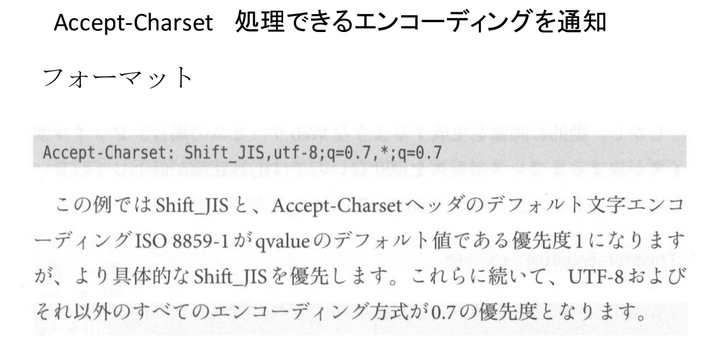 Accept-Charset 処理できるエンコーディングを通知
フォーマット
Accept-Charset: Shift_JIS,utf-8;q=0.7,*;q=0.7
この例ではShift_JISと、Accept-Charsetヘッダのデフォルト文字エンコ
ーディングISO 8859-1がqvalueのデフォルト値である優先度1になります
が、より具体的なShift_JISを優先します。これらに続いて、UTF-8および
それ以外のすべてのエンコーディング方式が0.7の優先度となります。